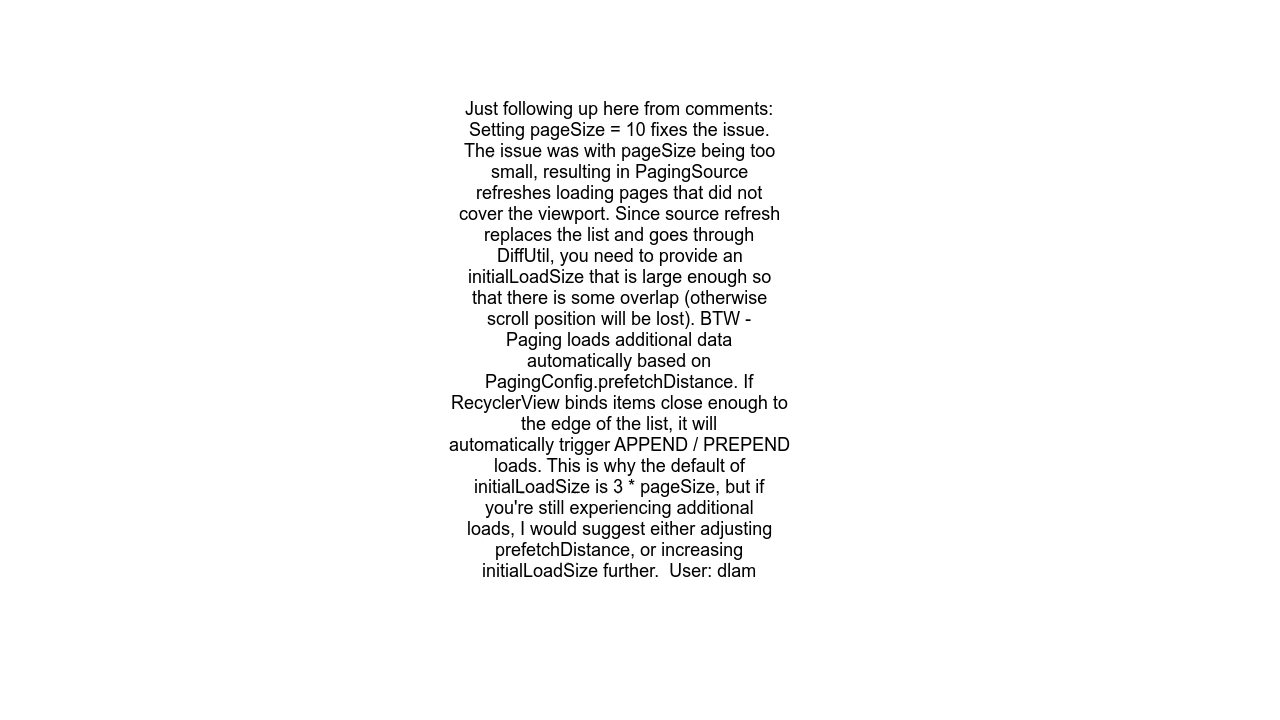 Just following up here from comments:
Setting pageSize = 10 fixes the issue.
The issue was with pageSize being too
small, resulting in PagingSource
refreshes loading pages that did not
cover the viewport. Since source refresh
replaces the list and goes through
DiffUtil, you need to provide an
initialLoadSize that is large enough so
that there is some overlap (otherwise
scroll position will be lost). BTW -
Paging loads additional data
automatically based on
PagingConfig.prefetchDistance. If
RecyclerView binds items close enough to
the edge of the list, it will
automatically trigger APPEND / PREPEND
loads. This is why the default of
initialLoadSize is 3 * pageSize, but if
you're still experiencing additional
loads, I would suggest either adjusting
prefetchDistance, or increasing
initialLoadSize further.  User: dlam